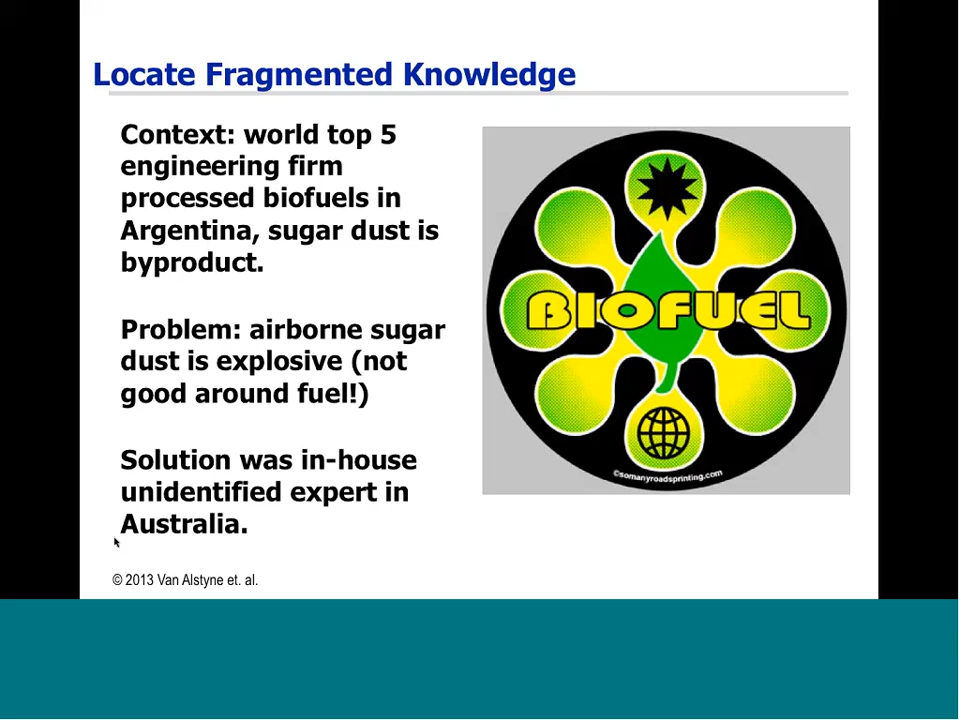 Locate Fragmented Knowledge
Context: world top 5
engineering firm
processed biofuels in
Argentina, sugar dust is
byproduct.
Problem: airborne sugar
dust is explosive (not
good around fuel!)
Solution was in-house
unidentified expert in
Australia.
BIOFUEL
©somanyroadsprinting.com
© 2013 Van Alstyne et. al.